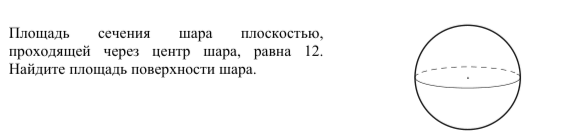 Площадь сечения шара плоскостью,
проходящей через центр шара, равна 12.
Найдите площадь поверхности шара.